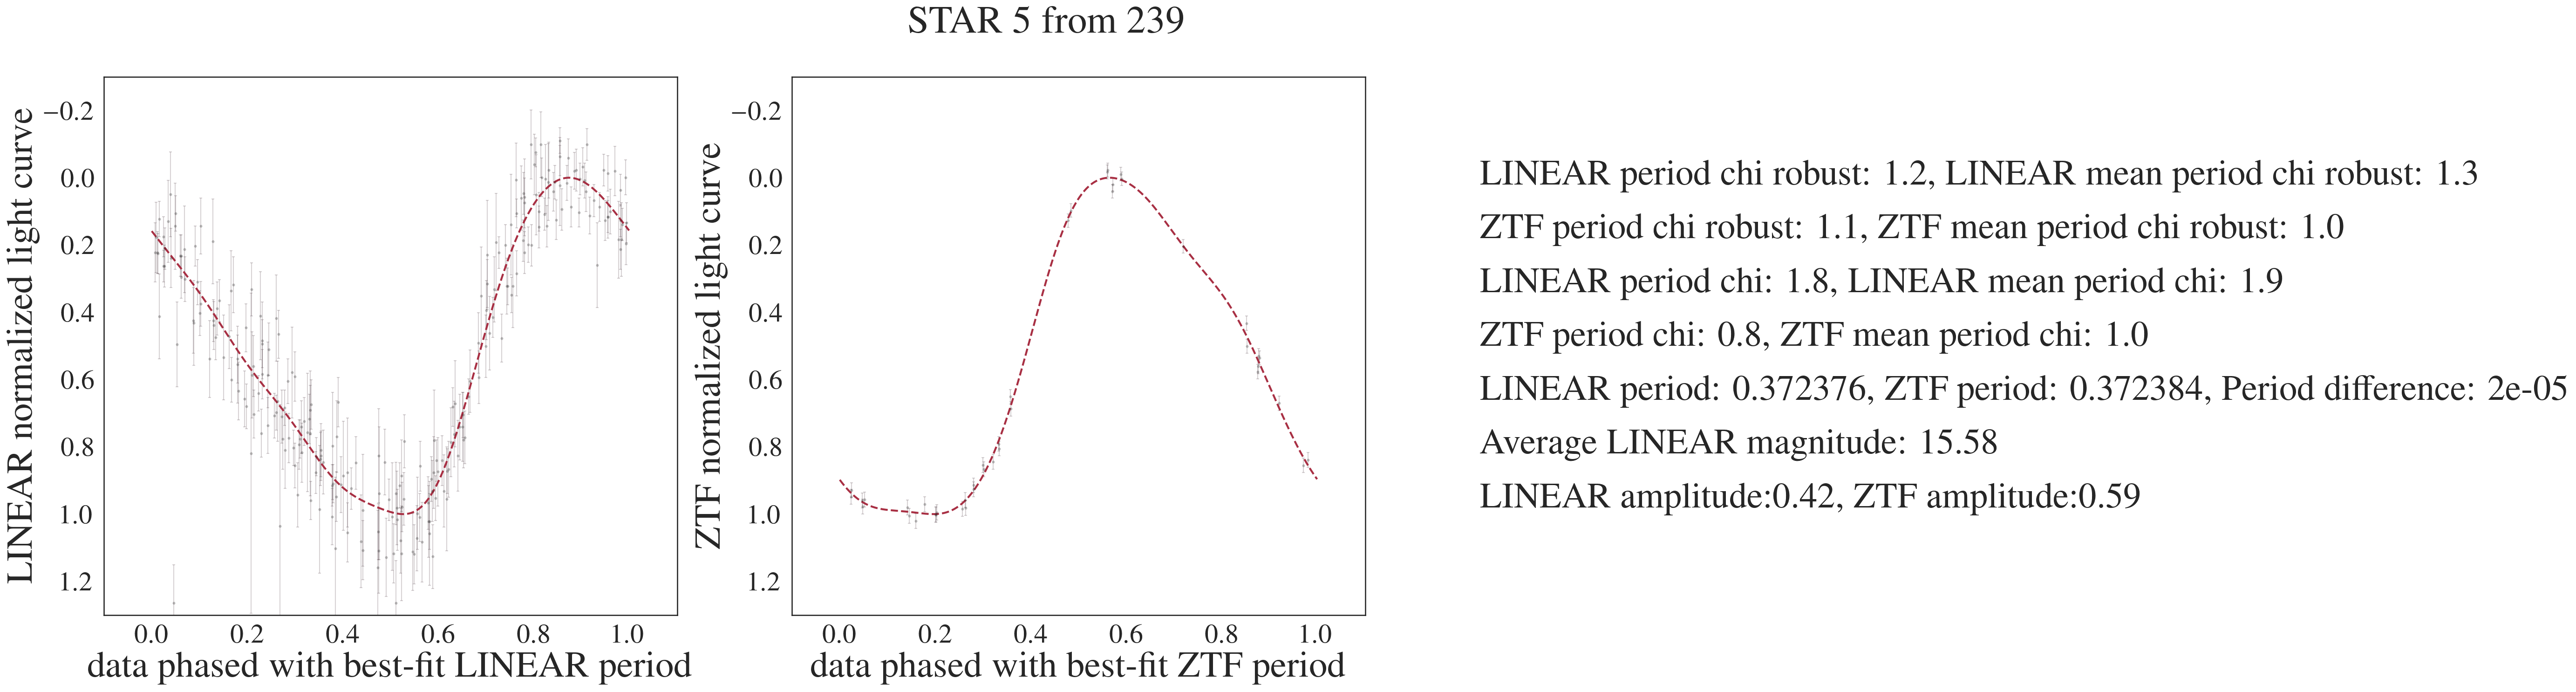 STAR 5 from 239
LINEAR normalized light curve
−0.2
0.0
0.2
0.4
0.6
0.8
1.0
1.2
0.0 0.2 0.4 0.6 0.8 1.0
data phased with best-fit LINEAR period
ZTF normalized light curve
−0.2
0.0
0.2
0.4
0.6
0.8
1.0
1.2
0.0 0.2 0.4 0.6 0.8 1.0
data phased with best-fit ZTF period
LINEAR period chi robust: 1.2, LINEAR mean period chi robust: 1.3
ZTF period chi robust: 1.1, ZTF mean period chi robust: 1.0
LINEAR period chi: 1.8, LINEAR mean period chi: 1.9
ZTF period chi: 0.8, ZTF mean period chi: 1.0
LINEAR period: 0.372376, ZTF period: 0.372384, Period difference: 2e-05
Average LINEAR magnitude: 15.58
LINEAR amplitude:0.42, ZTF amplitude:0.59